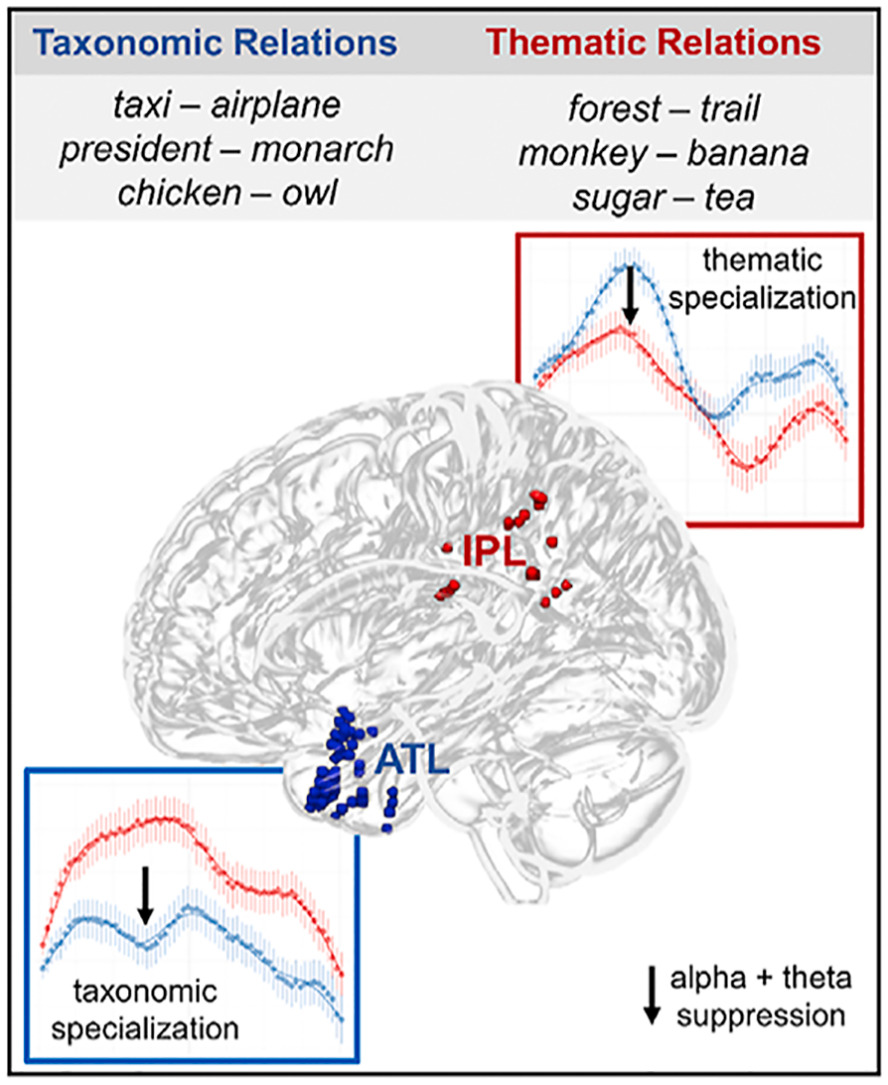 Taxonomic Relations
Thematic Relations
taxi – airplane
president – monarch
chicken – owl
forest – trail
monkey – banana
sugar – tea
thematic
specialization
IPL
ATL
taxonomic
specialization
alpha + theta
suppression